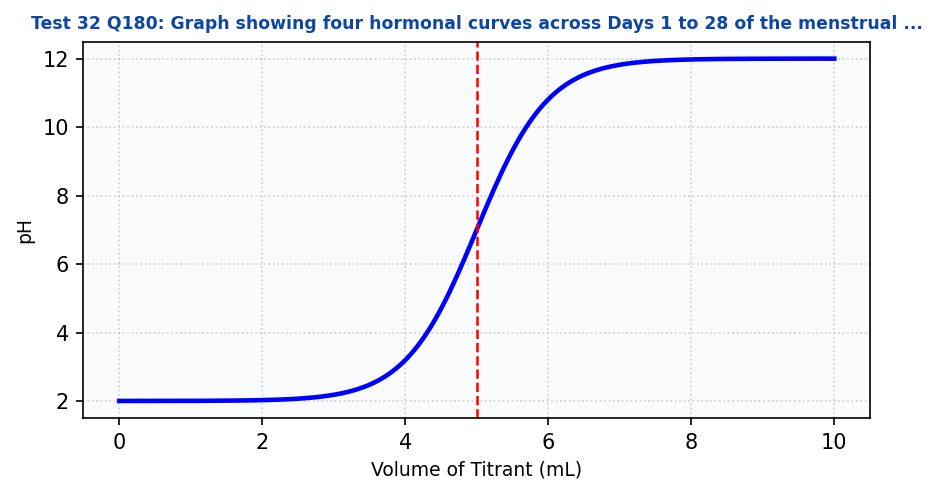 Test 32 Q180: Graph showing four hormonal curves across Days 1 to 28 of the menstrual ...
12
10
8
6
4
2
pH
0 2 4 6 8 10
Volume of Titrant (mL)